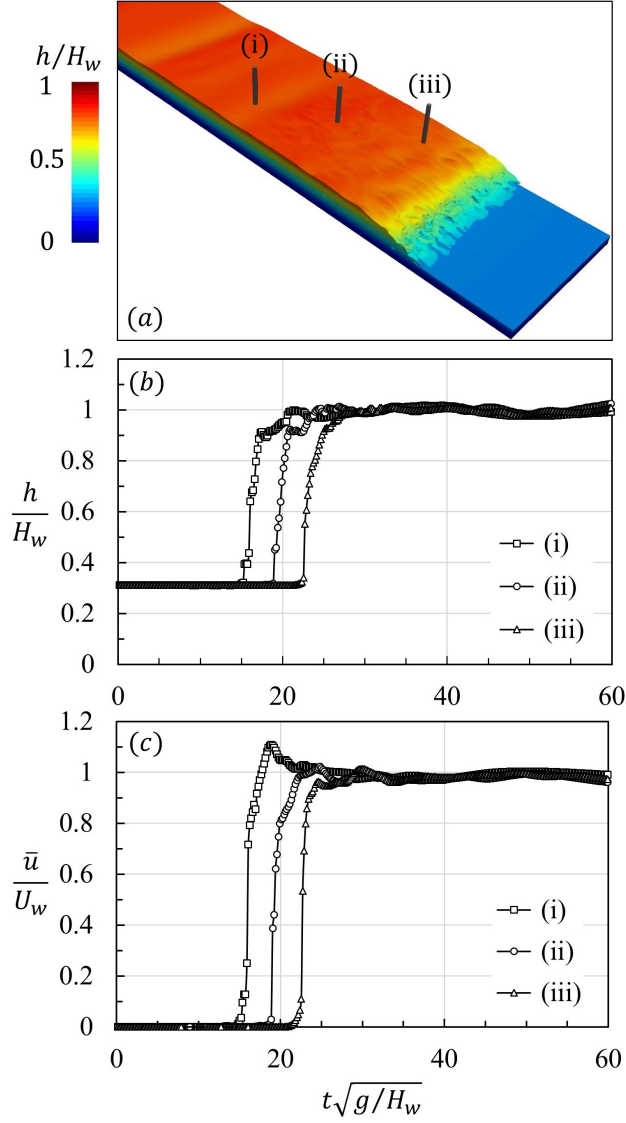 h/H_w
1
0.5
0
(i)
(ii)
(iii)
(a)
1.2
1
0.8
0.6
0.4
0.2
0
h
H_w
(b)
(i)
(ii)
(iii)
0 20 40 60
1.2
1
0.8
0.6
0.4
0.2
0
ū
U_w
(c)
(i)
(ii)
(iii)
0 20 40 60
t√g/H_w